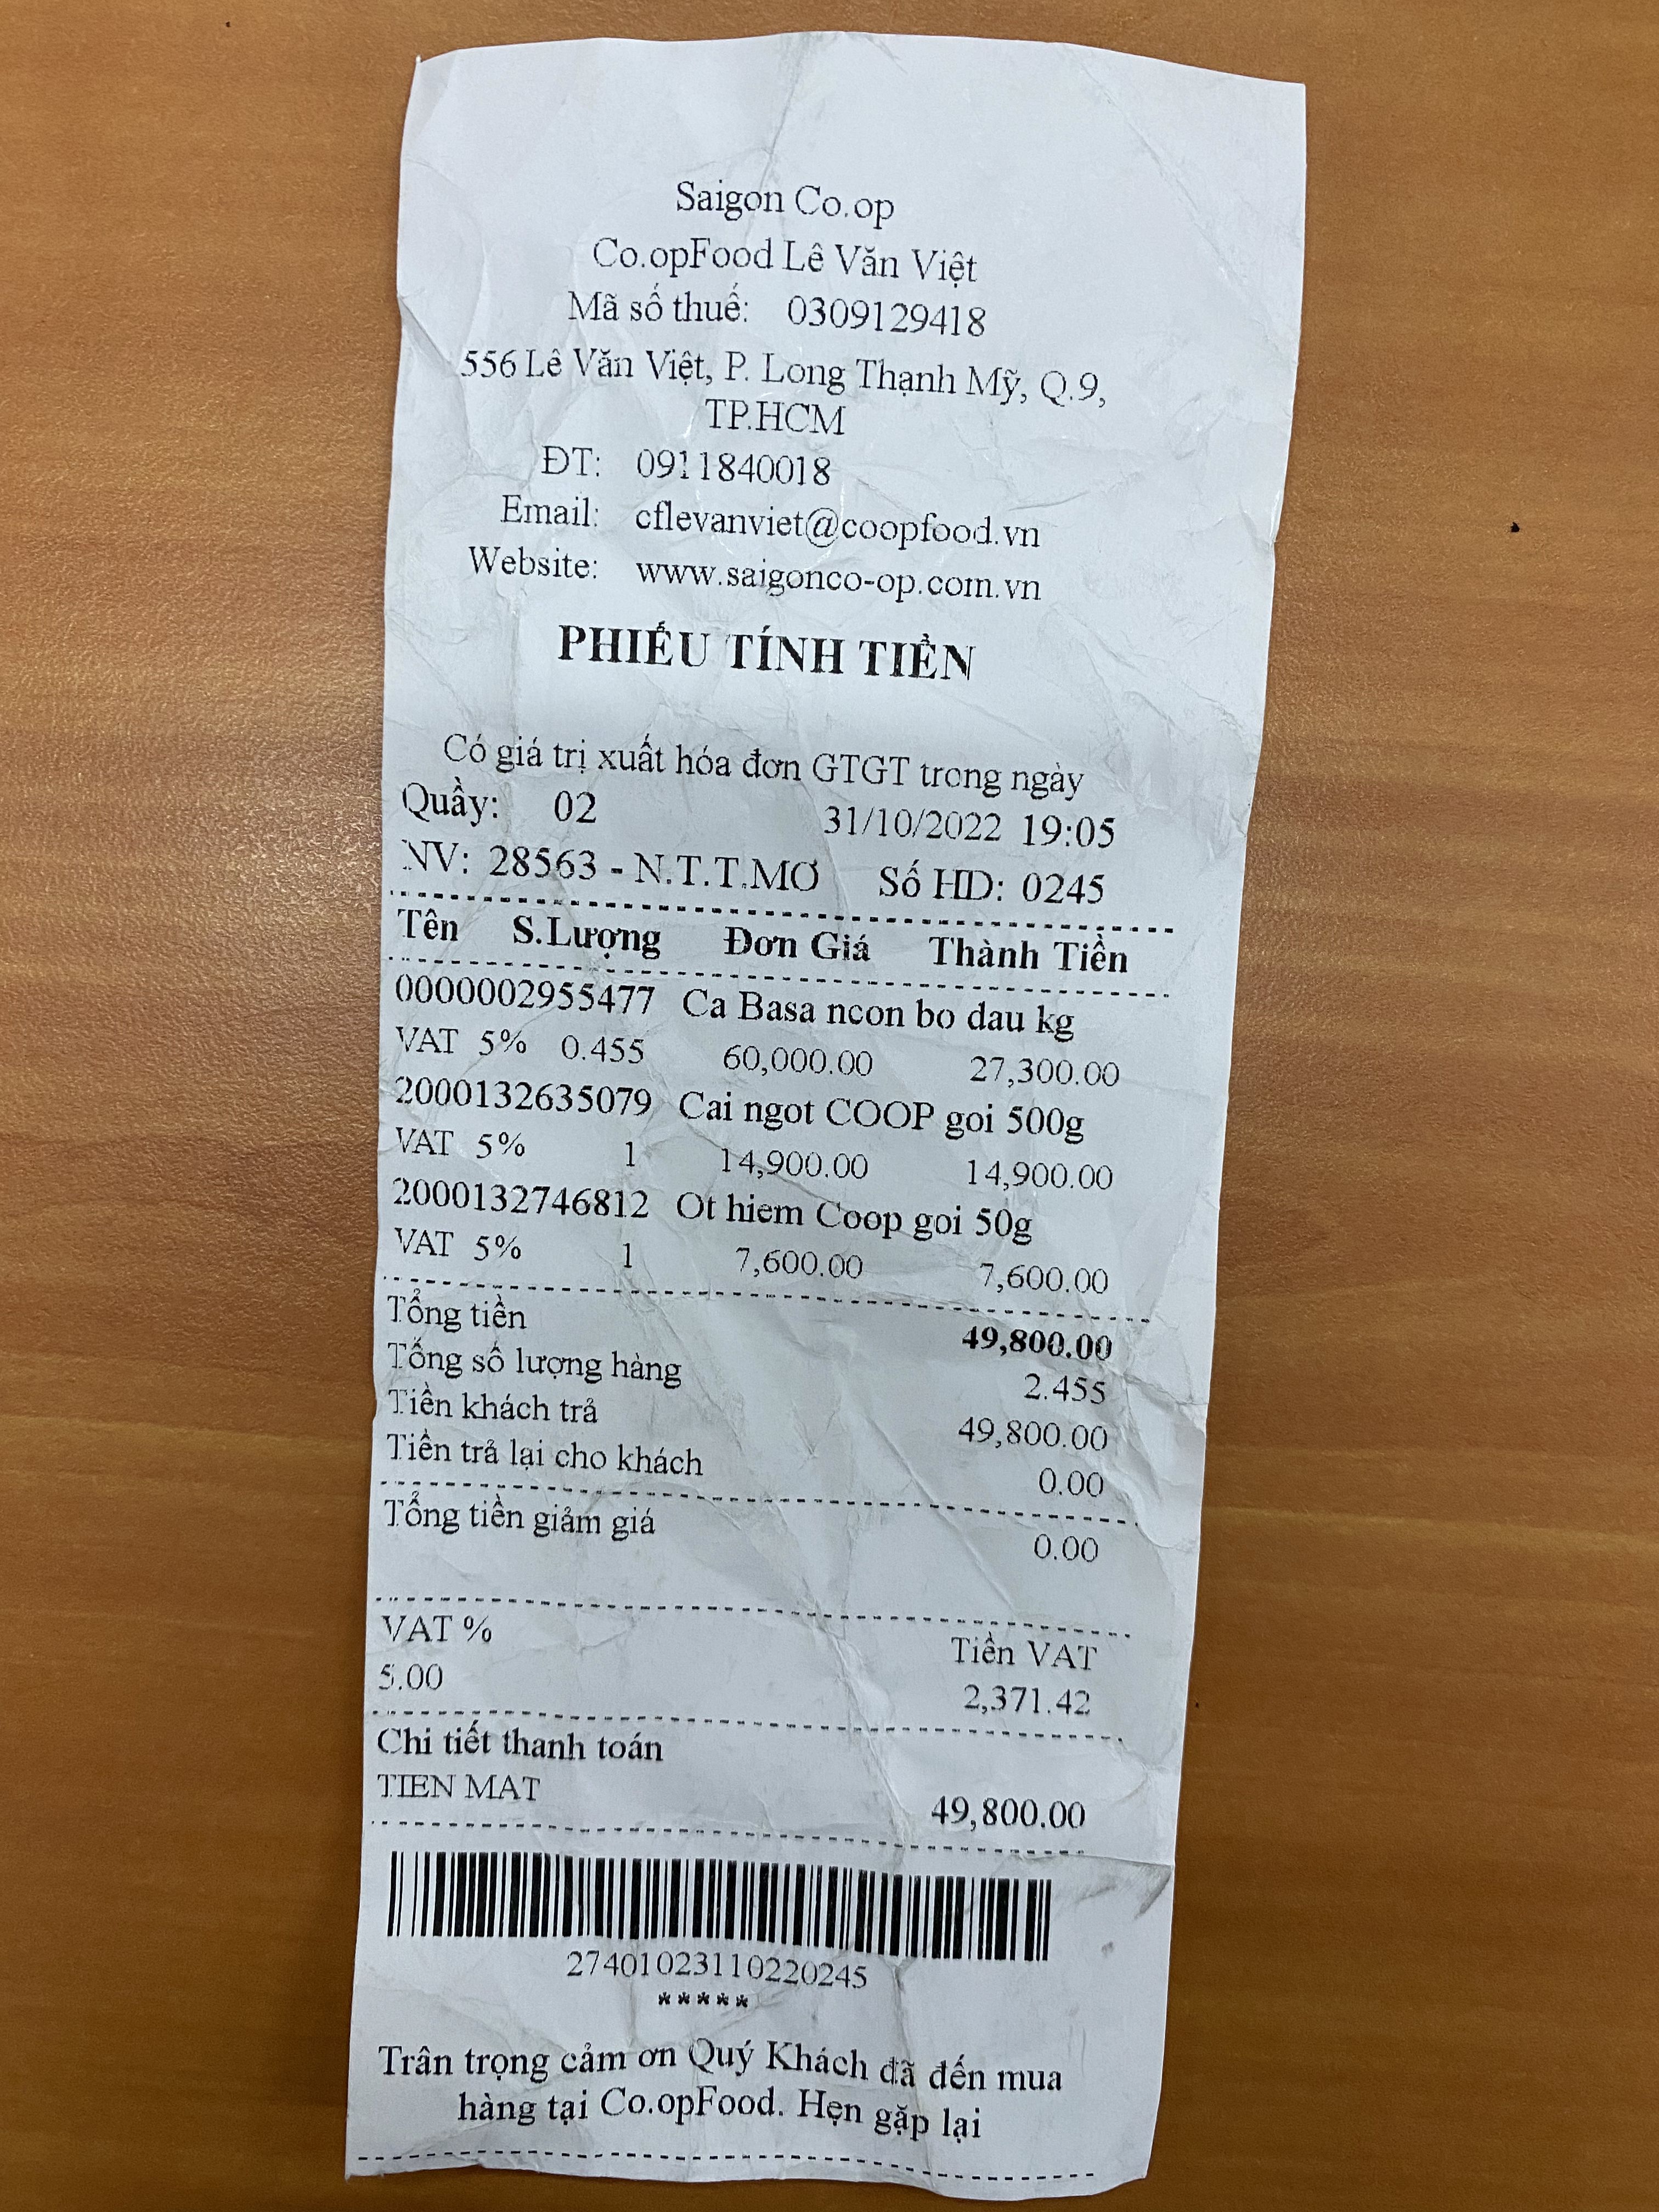 Saigon Co.op
Co.opFood Lê Văn Việt
Mã số thuế: 0309129418
556 Lê Văn Việt, P. Long Thạnh Mỹ, Q.9,
TP.HCM
ĐT: 0911840018
Email: cflevanviet@coopfood.vn
Website: www.saigonco-op.com.vn
PHIẾU TÍNH TIỀN
Có giá trị xuất hóa đơn GTGT trong ngày
Quầy: 02 31/10/2022 19:05
NV: 28563 - N.T.T.MƠ Số HD: 0245
Tên S.Lượng Đơn Giá Thành Tiền
0000002955477 Ca Basa ncon bo dau kg
VAT 5% 0.455 60,000.00 27,300.00
2000132635079 Cai ngot COOP goi 500g
VAT 5% 1 14,900.00 14,900.00
2000132746812 Ot hiem Coop goi 50g
VAT 5% 1 7,600.00 7,600.00
Tổng tiền 49,800.00
Tổng số lượng hàng 2.455
Tiền khách trả 49,800.00
Tiền trả lại cho khách 0.00
Tổng tiền giảm giá 0.00
VAT % Tiền VAT
5.00 2,371.42
Chi tiết thanh toán
TIEN MAT 49,800.00
27401023110220245
*****
Trân trọng cảm ơn Quý Khách đã đến mua
hàng tại Co.opFood. Hẹn gặp lại